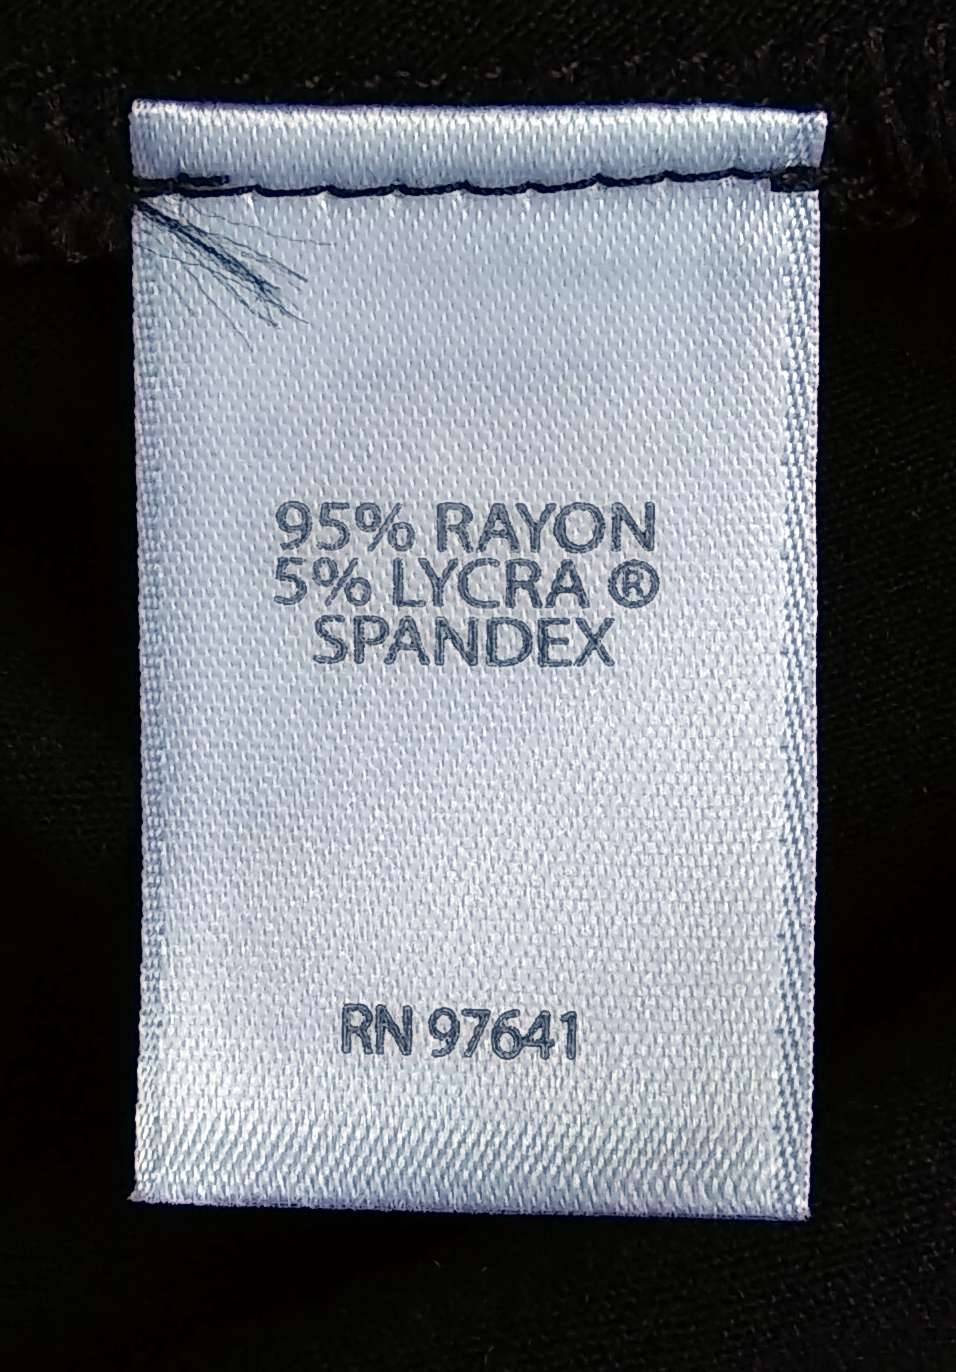 95% RAYON
5% LYCRA ®
SPANDEX
RN 97641